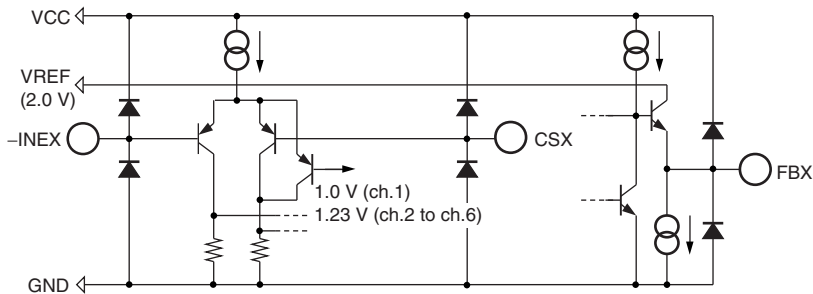 VCC
VREF
(2.0 V)
–INEX
CSX
FBX
1.0 V (ch.1)
1.23 V (ch.2 to ch.6)
GND